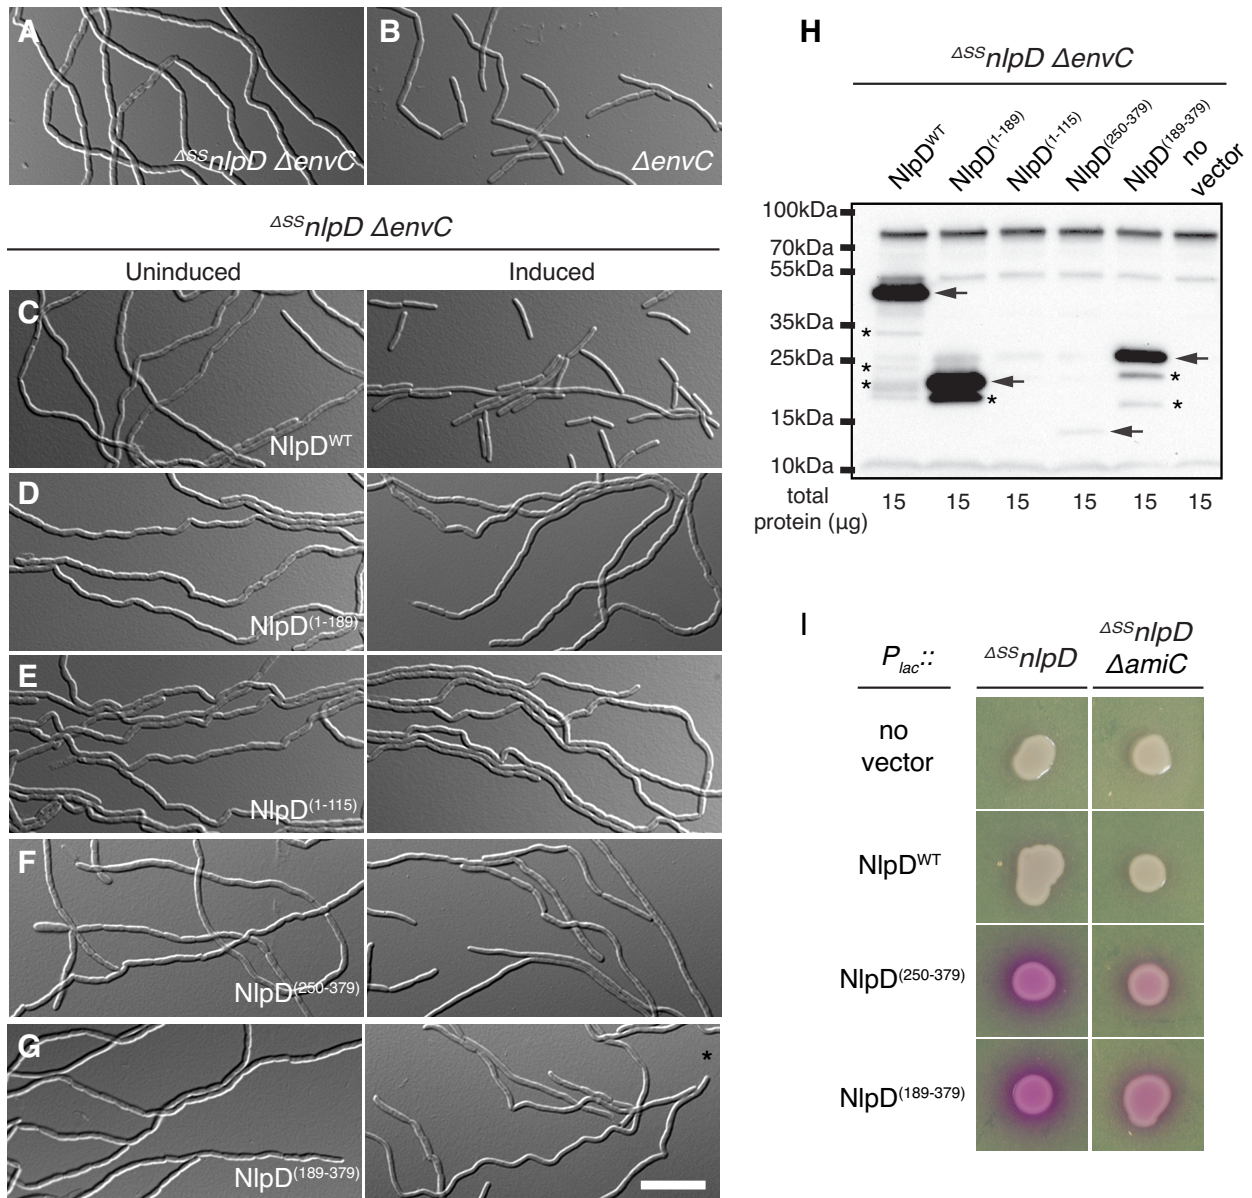 A
ΔSSnlpD ΔenvC
B
ΔenvC
ΔSSnlpD ΔenvC
Uninduced
Induced
C
NlpDWT
D
NlpD(1-189)
E
NlpD(1-115)
F
NlpD(250-379)
G
NlpD(189-379)
*
H
ΔSSnlpD ΔenvC
NlpDWT
NlpD(1-189)
NlpD(1-115)
NlpD(250-379)
NlpD(189-379)
no
vector
100kDa
70kDa
55kDa
35kDa
25kDa
15kDa
10kDa
*
*
*
*
*
*
total
protein (µg)
15 15 15 15 15 15
I
Plac::
ΔSSnlpD
ΔSSnlpD
ΔamiC
no
vector
NlpDWT
NlpD(250-379)
NlpD(189-379)